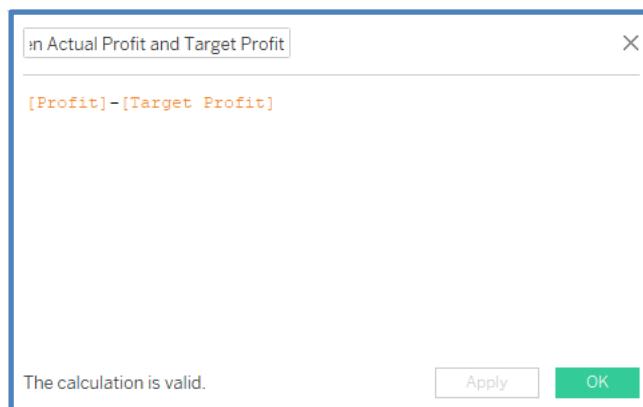 en Actual Profit and Target Profit
[Profit]-[Target Profit]
The calculation is valid.
Apply
OK